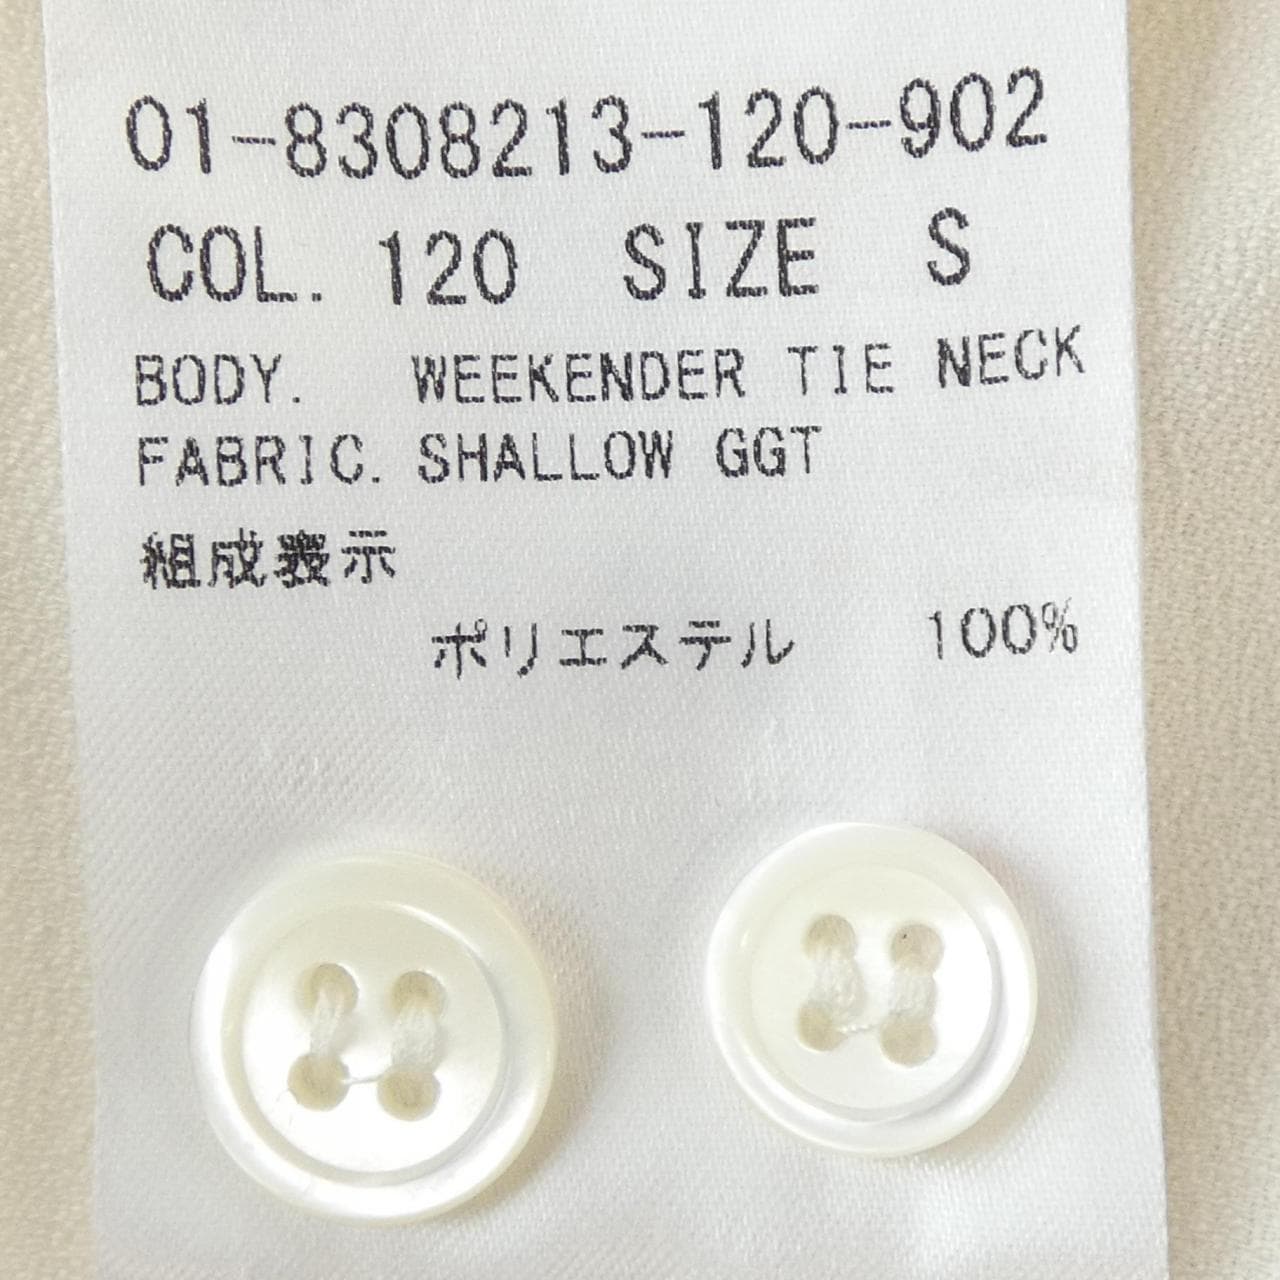 01-8308213-120-902
COL. 120 SIZE S
BODY. WEEKENDER TIE NECK
FABRIC. SHALLOW GGT
組成表示
ポリエステル 100%